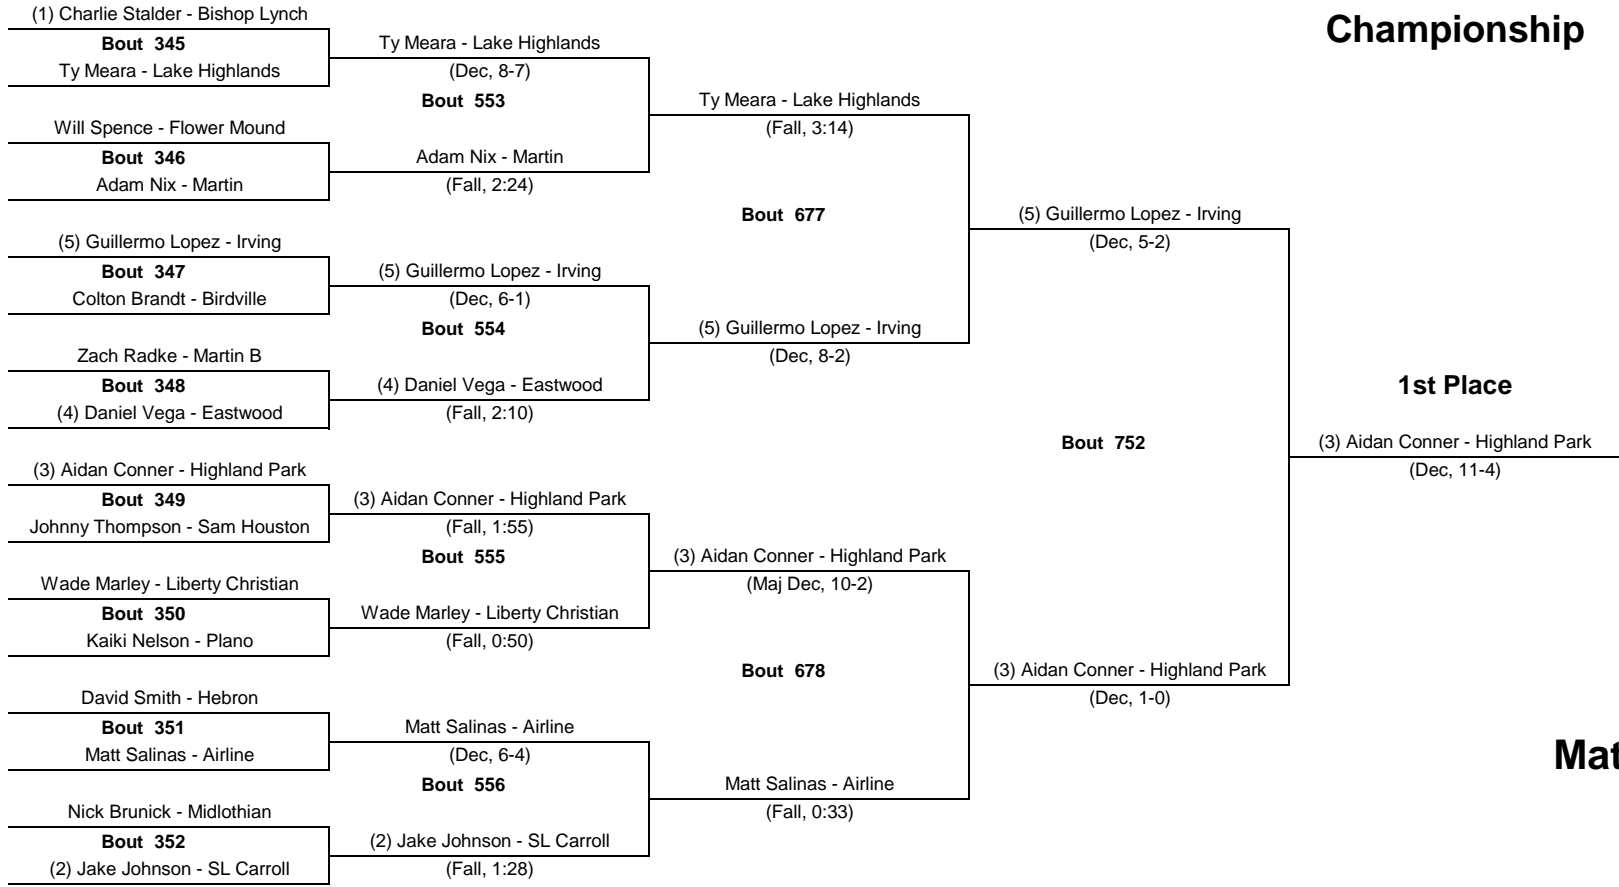 (1) Charlie Stalder - Bishop Lynch
Championship
Bout 345
Ty Meara - Lake Highlands
Ty Meara - Lake Highlands
(Dec, 8-7)
Bout 553
Ty Meara - Lake Highlands
Will Spence - Flower Mound
(Fall, 3:14)
Bout 346
Adam Nix - Martin
Adam Nix - Martin
(Fall, 2:24)
Bout 677
(5) Guillermo Lopez - Irving
(5) Guillermo Lopez - Irving
(Dec, 5-2)
Bout 347
(5) Guillermo Lopez - Irving
Colton Brandt - Birdville
(Dec, 6-1)
Bout 554
(5) Guillermo Lopez - Irving
Zach Radke - Martin B
(Dec, 8-2)
Bout 348
(4) Daniel Vega - Eastwood
1st Place
(4) Daniel Vega - Eastwood
(Fall, 2:10)
Bout 752
(3) Aidan Conner - Highland Park
(3) Aidan Conner - Highland Park
(Dec, 11-4)
Bout 349
(3) Aidan Conner - Highland Park
Johnny Thompson - Sam Houston
(Fall, 1:55)
Bout 555
(3) Aidan Conner - Highland Park
Wade Marley - Liberty Christian
(Maj Dec, 10-2)
Bout 350
Wade Marley - Liberty Christian
Kaiki Nelson - Plano
(Fall, 0:50)
Bout 678
(3) Aidan Conner - Highland Park
David Smith - Hebron
(Dec, 1-0)
Bout 351
Matt Salinas - Airline
Matt Salinas - Airline
(Dec, 6-4)
Mat
Bout 556
Matt Salinas - Airline
Nick Brunick - Midlothian
(Fall, 0:33)
Bout 352
(2) Jake Johnson - SL Carroll
(2) Jake Johnson - SL Carroll
(Fall, 1:28)